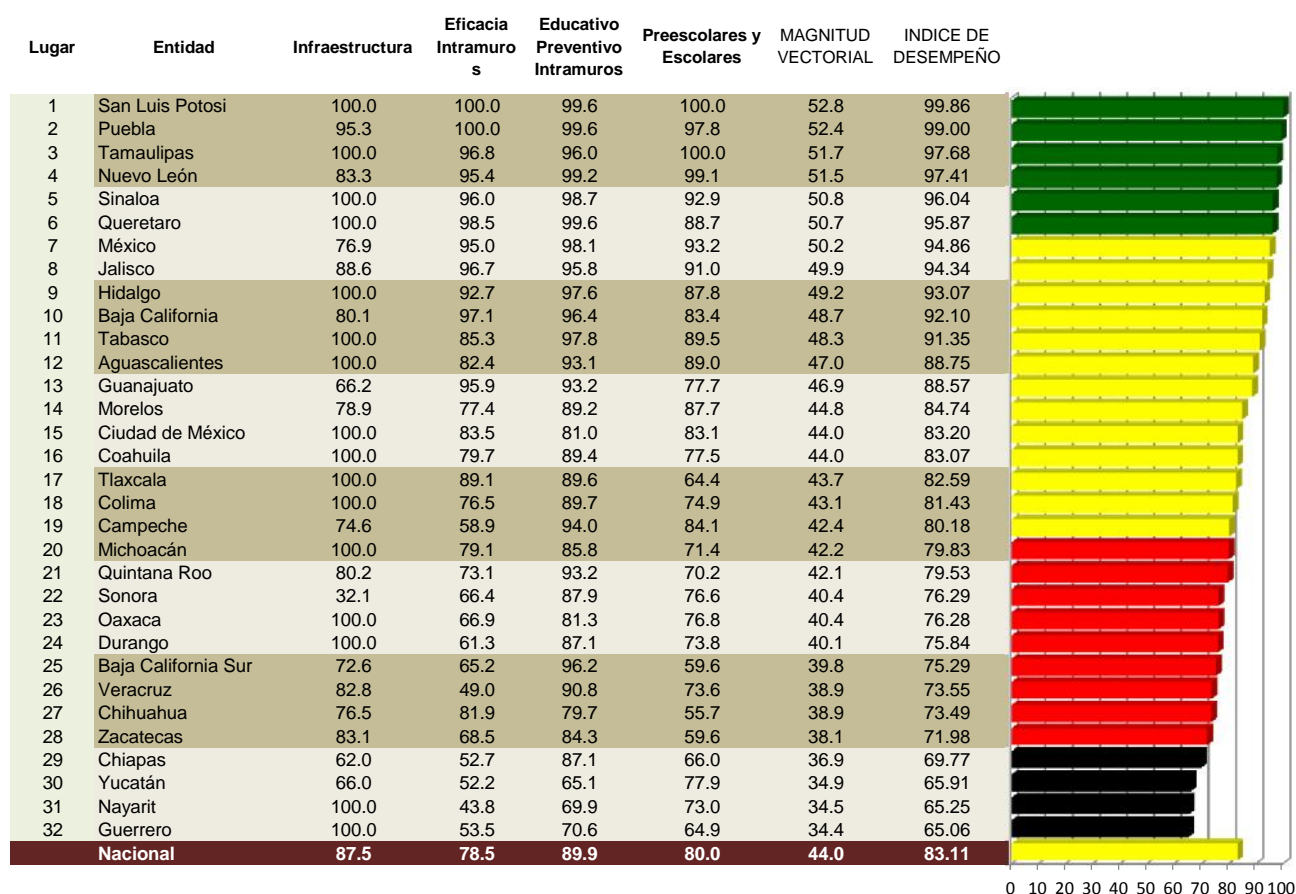 Lugar Entidad Infraestructura Eficacia Intramuro s Educativo Preventivo Intramuros Preescolares y Escolares MAGNITUD VECTORIAL INDICE DE DESEMPEÑO
1 San Luis Potosi 100.0 100.0 99.6 100.0 52.8 99.86
2 Puebla 95.3 100.0 99.6 97.8 52.4 99.00
3 Tamaulipas 100.0 96.8 96.0 100.0 51.7 97.68
4 Nuevo León 83.3 95.4 99.2 99.1 51.5 97.41
5 Sinaloa 100.0 96.0 98.7 92.9 50.8 96.04
6 Queretaro 100.0 98.5 99.6 88.7 50.7 95.87
7 México 76.9 95.0 98.1 93.2 50.2 94.86
8 Jalisco 88.6 96.7 95.8 91.0 49.9 94.34
9 Hidalgo 100.0 92.7 97.6 87.8 49.2 93.07
10 Baja California 80.1 97.1 96.4 83.4 48.7 92.10
11 Tabasco 100.0 85.3 97.8 89.5 48.3 91.35
12 Aguascalientes 100.0 82.4 93.1 89.0 47.0 88.75
13 Guanajuato 66.2 95.9 93.2 77.7 46.9 88.57
14 Morelos 78.9 77.4 89.2 87.7 44.8 84.74
15 Ciudad de México 100.0 83.5 81.0 83.1 44.0 83.20
16 Coahuila 100.0 79.7 89.4 77.5 44.0 83.07
17 Tlaxcala 100.0 89.1 89.6 64.4 43.7 82.59
18 Colima 100.0 76.5 89.7 74.9 43.1 81.43
19 Campeche 74.6 58.9 94.0 84.1 42.4 80.18
20 Michoacán 100.0 79.1 85.8 71.4 42.2 79.83
21 Quintana Roo 80.2 73.1 93.2 70.2 42.1 79.53
22 Sonora 32.1 66.4 87.9 76.6 40.4 76.29
23 Oaxaca 100.0 66.9 81.3 76.8 40.4 76.28
24 Durango 100.0 61.3 87.1 73.8 40.1 75.84
25 Baja California Sur 72.6 65.2 96.2 59.6 39.8 75.29
26 Veracruz 82.8 49.0 90.8 73.6 38.9 73.55
27 Chihuahua 76.5 81.9 79.7 55.7 38.9 73.49
28 Zacatecas 83.1 68.5 84.3 59.6 38.1 71.98
29 Chiapas 62.0 52.7 87.1 66.0 36.9 69.77
30 Yucatán 66.0 52.2 65.1 77.9 34.9 65.91
31 Nayarit 100.0 43.8 69.9 73.0 34.5 65.25
32 Guerrero 100.0 53.5 70.6 64.9 34.4 65.06
Nacional 87.5 78.5 89.9 80.0 44.0 83.11
0 10 20 30 40 50 60 70 80 90 100